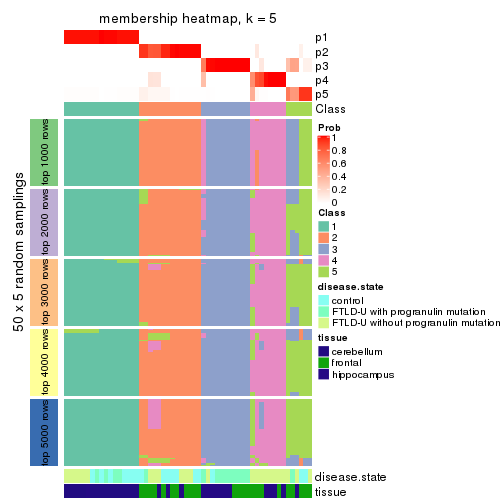 membership heatmap, k = 5
p1
p2
p3
p4
p5
Class
50 x 5 random samplings
top 1000 rows
top 2000 rows
top 3000 rows
top 4000 rows
top 5000 rows
disease.state
tissue
Prob
1
0.8
0.6
0.4
0.2
0
Class
1
2
3
4
5
disease.state
control
FTLD-U with progranulin mutation
FTLD-U without progranulin mutation
tissue
cerebellum
frontal
hippocampus